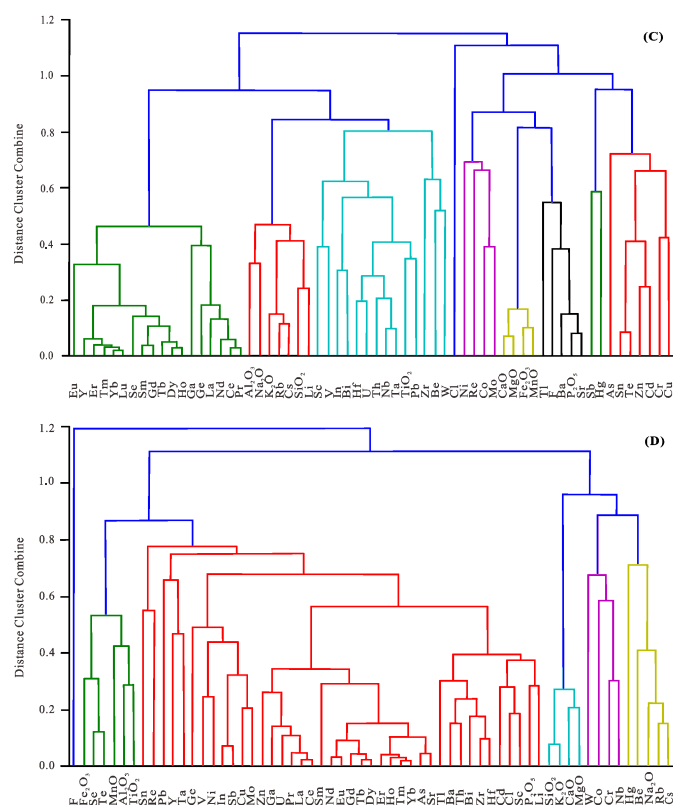 1.2
(C)
1.0
0.8
0.6
0.4
0.2
0.0
Distance Cluster Combine
Eu Y Er Tm Yb Lu Se Sm Gd Tb Dy Ho Ga Ge La Nd Ce Pr Al₂O₃ Na₂O K₂O Rb Cs SiO₂ Li Sc V In Bi Hf U Th Nb Ta TiO₂ Pb Zr Be W Cl Ni Re Co Mo CaO MgO Fe₂O₃ MnO Tl F Ba P₂O₅ Sr Sb Hg As Sn Te Zn Cd Cr Cu
(D)
1.2
1.0
0.8
0.6
0.4
0.2
0.0
Distance Cluster Combine
F Fe₂O₃ Se Te MnO Al₂O₅ TiO₂ Sn Re Pb Y Ta Ge V Ni In Sb Cu Mo Zn Ga U Pr La Ce Sm Nd Eu Gd Tb Dy Er Ho Tm Yb As Sr Tl Ba Th Bi Zr Hf Cd Cl Sc P₂O₅ Li SiO₂ K₂O CaO MgO W Co Cr Nb Hg Be Na₂O Rb Cs